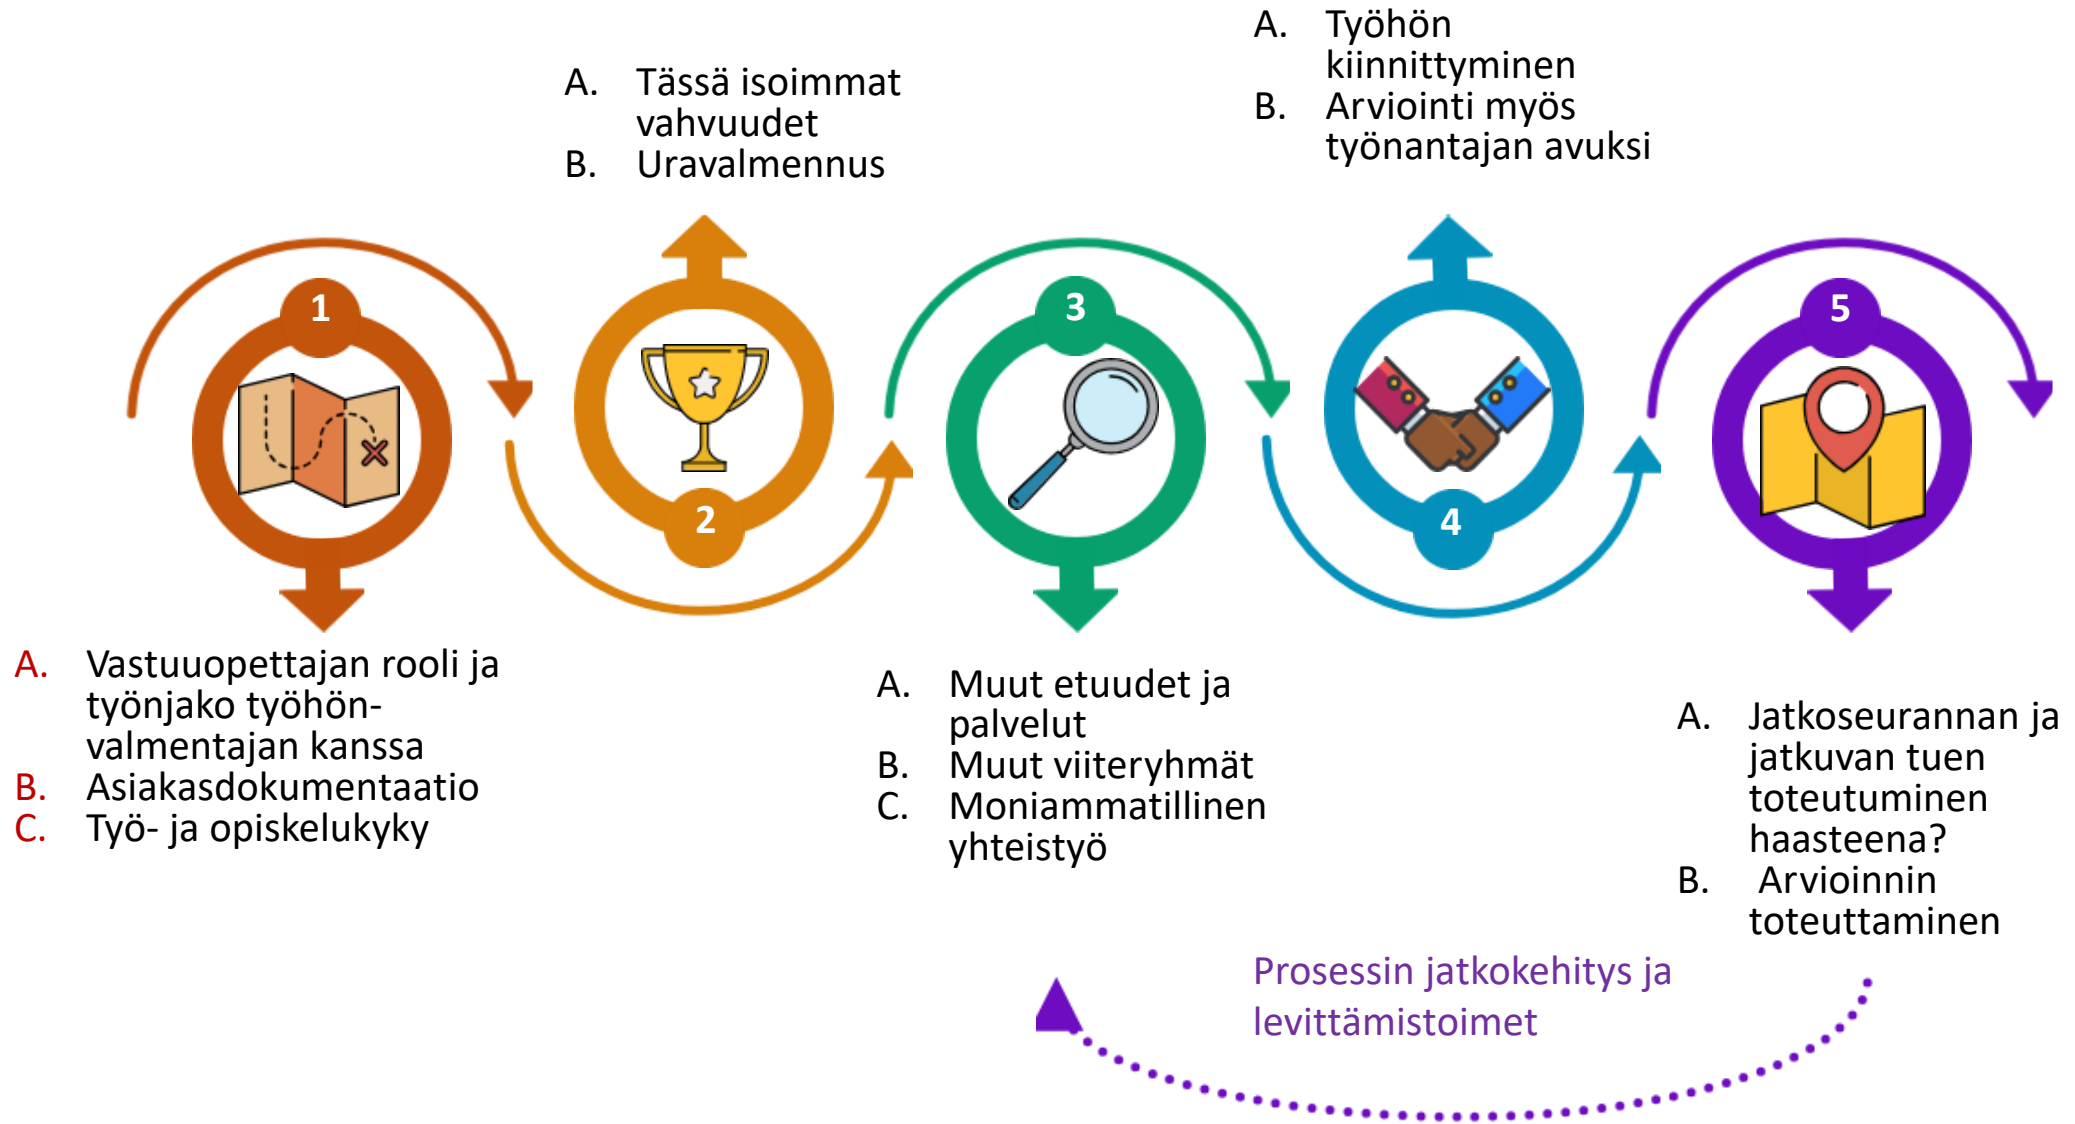 1
A. Vastuuopettajan rooli ja
työnjako työhön-
valmentajan kanssa
B. Asiakasdokumentaatio
C. Työ- ja opiskelukyky
A. Tässä isoimmat
vahvuudet
B. Uravalmennus
2
3
A. Muut etuudet ja
palvelut
B. Muut viiteryhmät
C. Moniammatillinen
yhteistyö
A. Työhön
kiinnittyminen
B. Arviointi myös
työnantajan avuksi
4
5
A. Jatkoseurannan ja
jatkuvan tuen
toteutuminen
haasteena?
B. Arvioinnin
toteuttaminen
Prosessin jatkokehitys ja
levittämistoimet